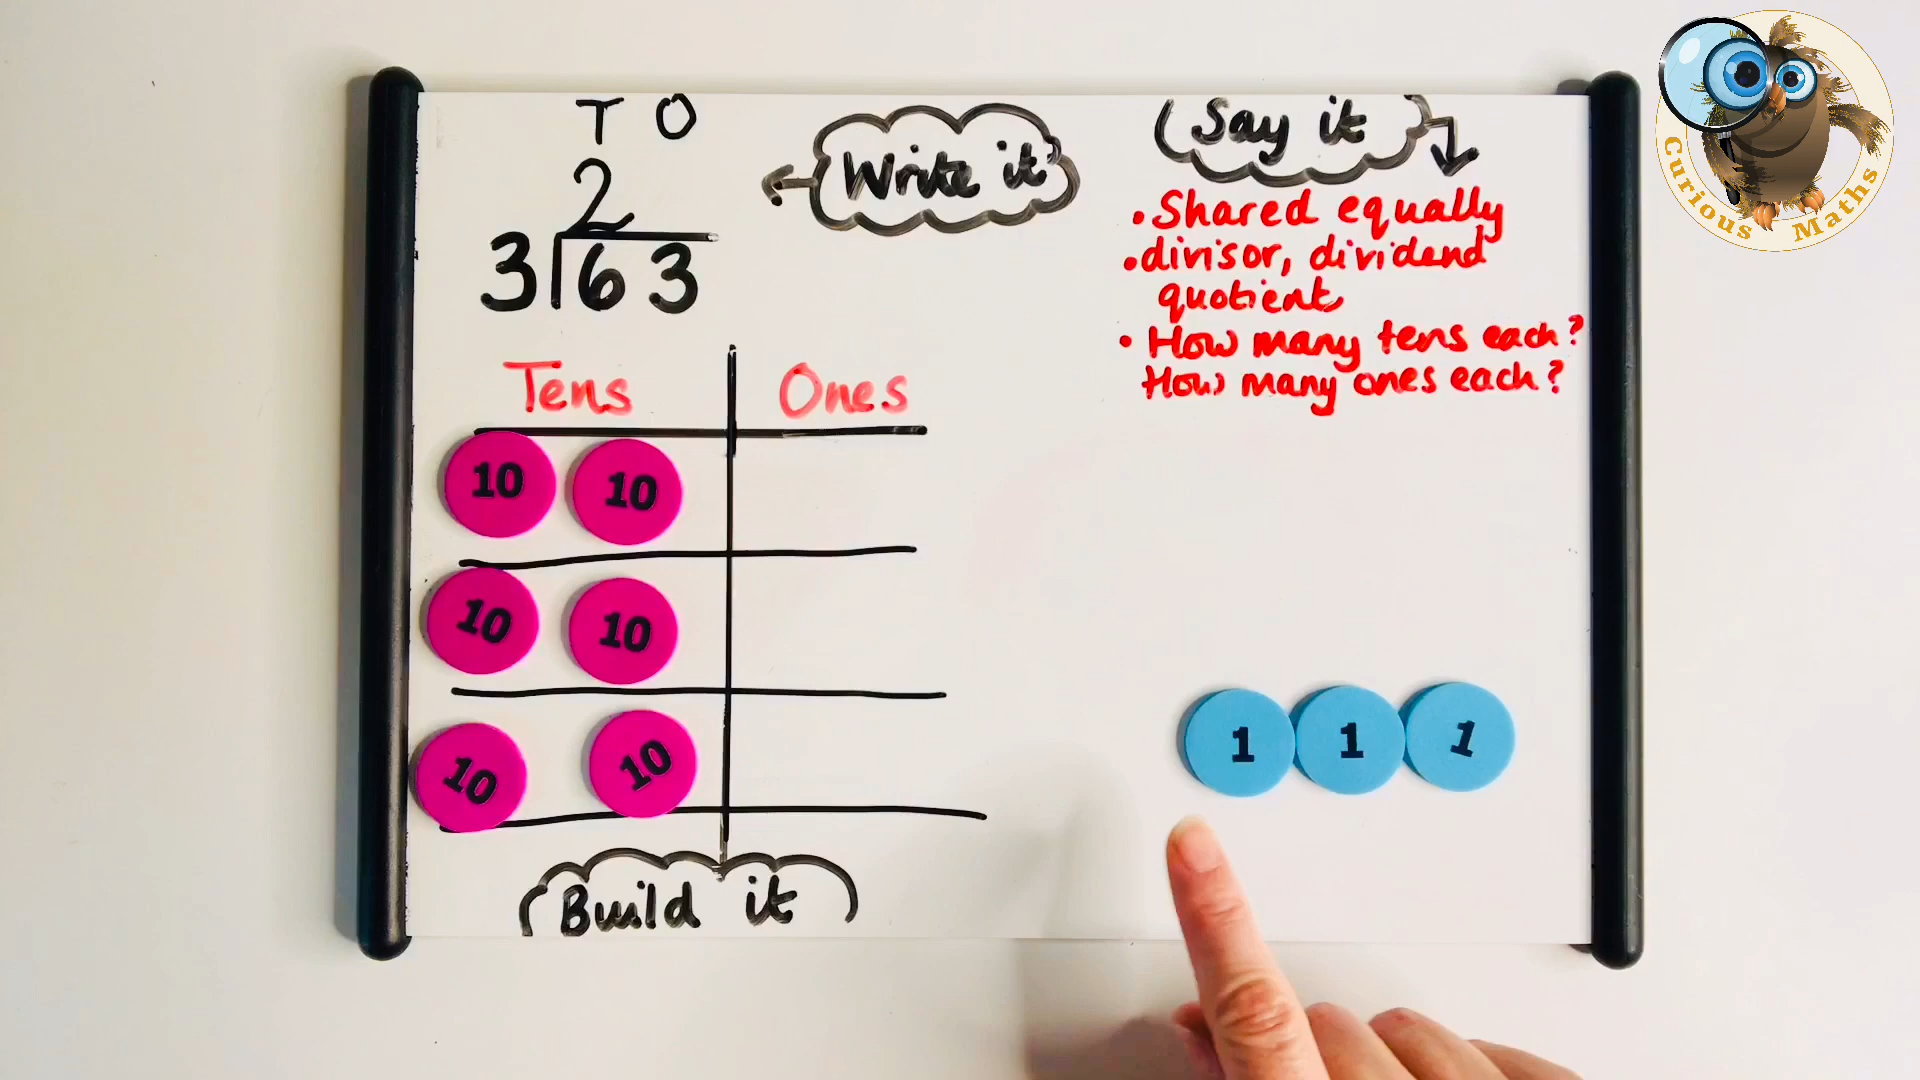 T O
2
3 63
Write it
Say it
• Shared equally
• divisor, dividend
quotient
• How many tens each?
How many ones each?
Tens Ones
10 10
10 10
10 10
1 1 1
Build it
Curious Maths